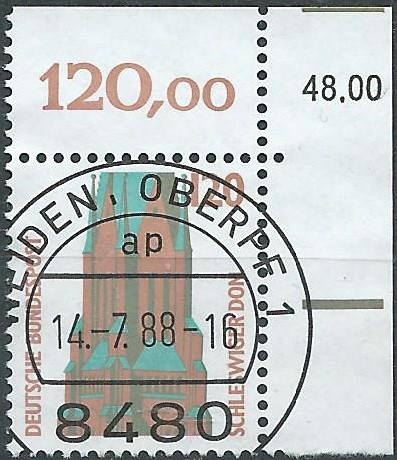 120,00
48.00
120
WEIDEN, OBERPF 1
ap
DEUTSCHE BUNDESPOST
SCHLESWIGER DOM
14.-7.88-16
8480